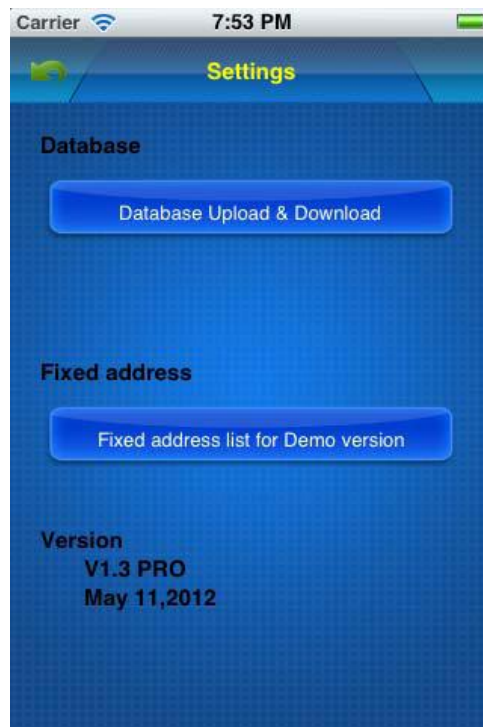 Carrier 7:53 PM
Settings
Database
Database Upload & Download
Fixed address
Fixed address list for Demo version
Version
V1.3 PRO
May 11,2012